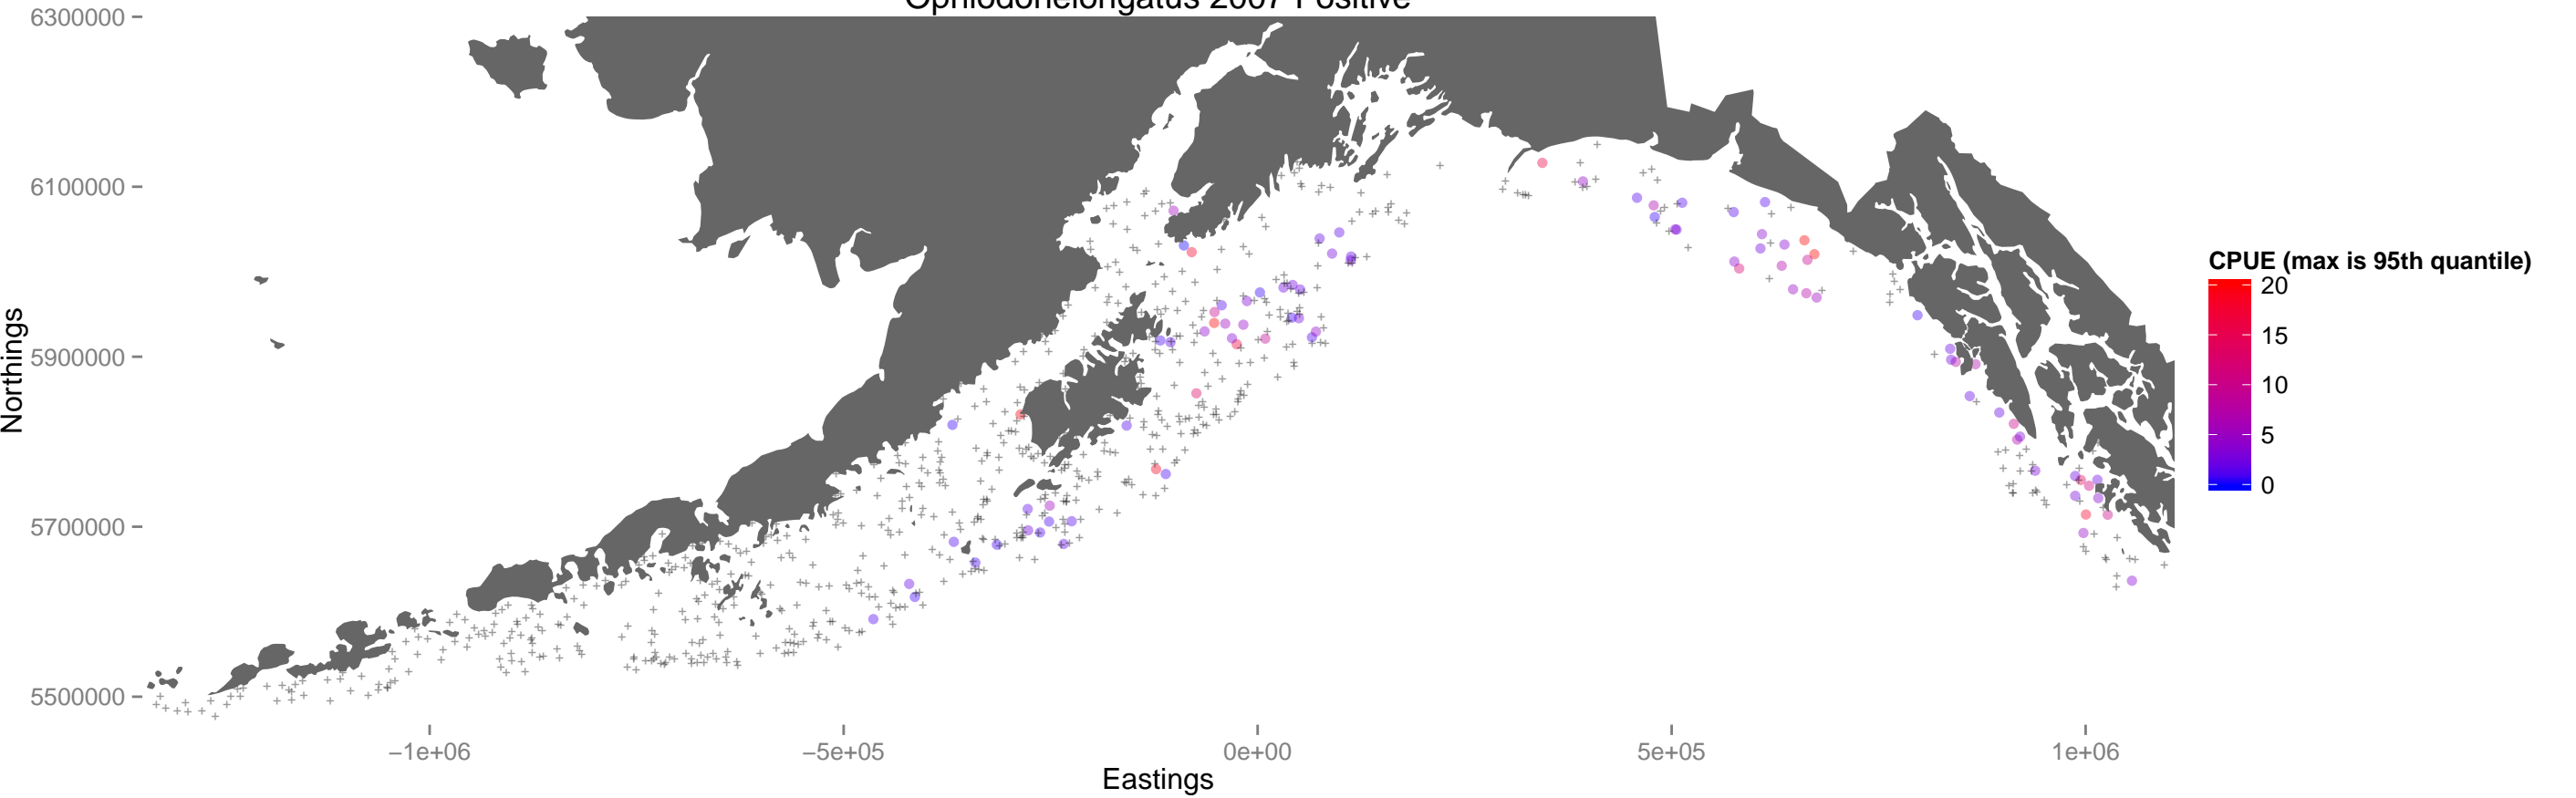 Ophiodonelongatus 2007 Positive
6300000
6100000
5900000
5700000
5500000
Northings
−1e+06
−5e+05
0e+00
5e+05
1e+06
Eastings
CPUE (max is 95th quantile)
20
15
10
5
0